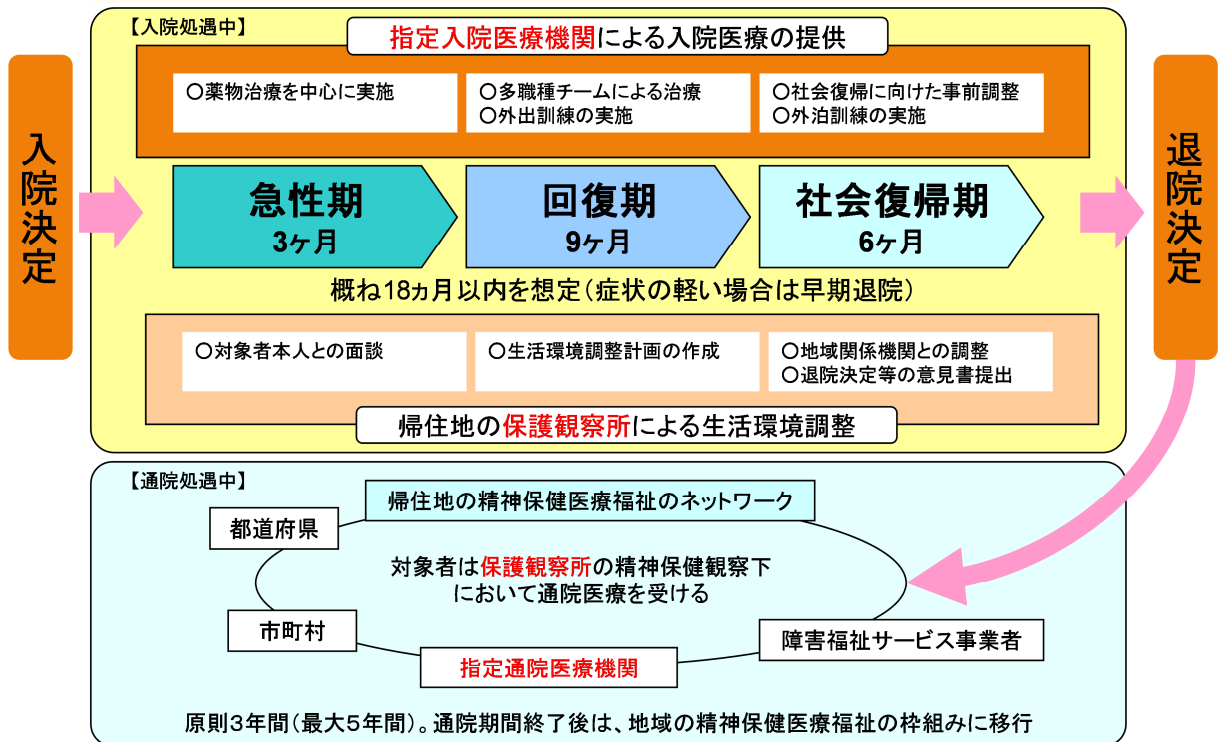 【入院処遇中】
指定入院医療機関による入院医療の提供
入院決定
退院決定
○薬物治療を中心に実施
○多職種チームによる治療
○外出訓練の実施
○社会復帰に向けた事前調整
○外泊訓練の実施
急性期
3ヶ月
回復期
9ヶ月
社会復帰期
6ヶ月
概ね18ヵ月以内を想定（症状の軽い場合は早期退院）
○対象者本人との面談
○生活環境調整計画の作成
○地域関係機関との調整
○退院決定等の意見書提出
帰住地の保護観察所による生活環境調整
【通院処遇中】
帰住地の精神保健医療福祉のネットワーク
都道府県
対象者は保護観察所の精神保健観察下
において通院医療を受ける
市町村
障害福祉サービス事業者
指定通院医療機関
原則３年間（最大５年間）。通院期間終了後は、地域の精神保健医療福祉の枠組みに移行